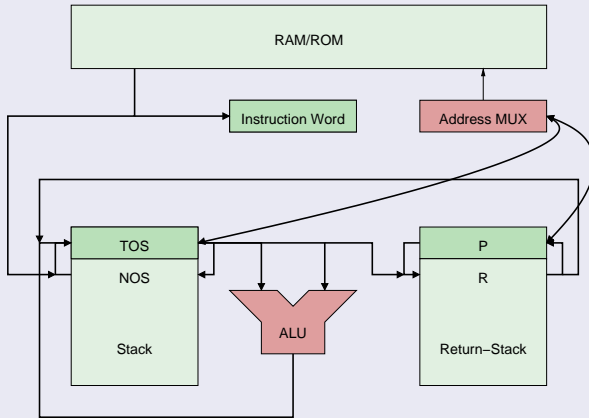 RAM/ROM
Instruction Word
Address MUX
TOS
P
NOS
R
ALU
Stack
Return−Stack